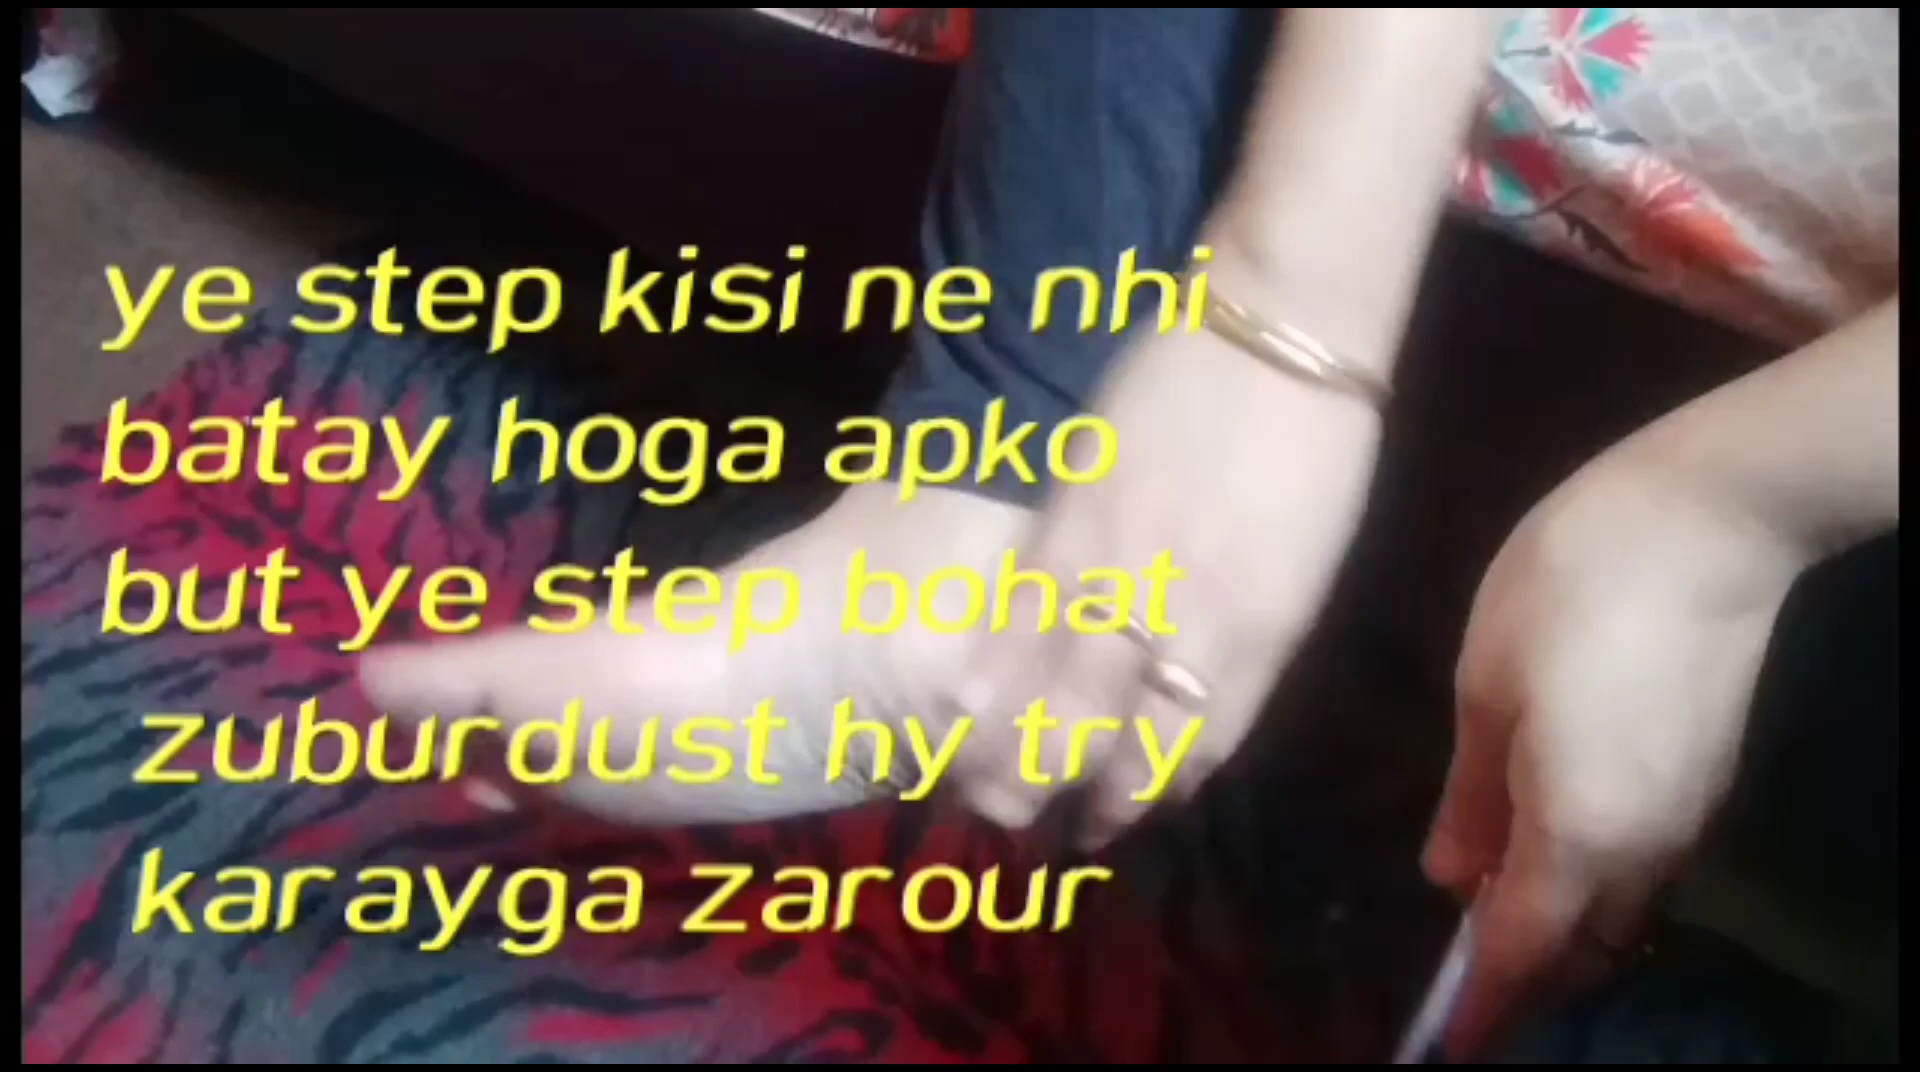 ye step kisi ne nhi
batay hoga apko
but ye step bohat
zuburdust hy try
karayga zarour